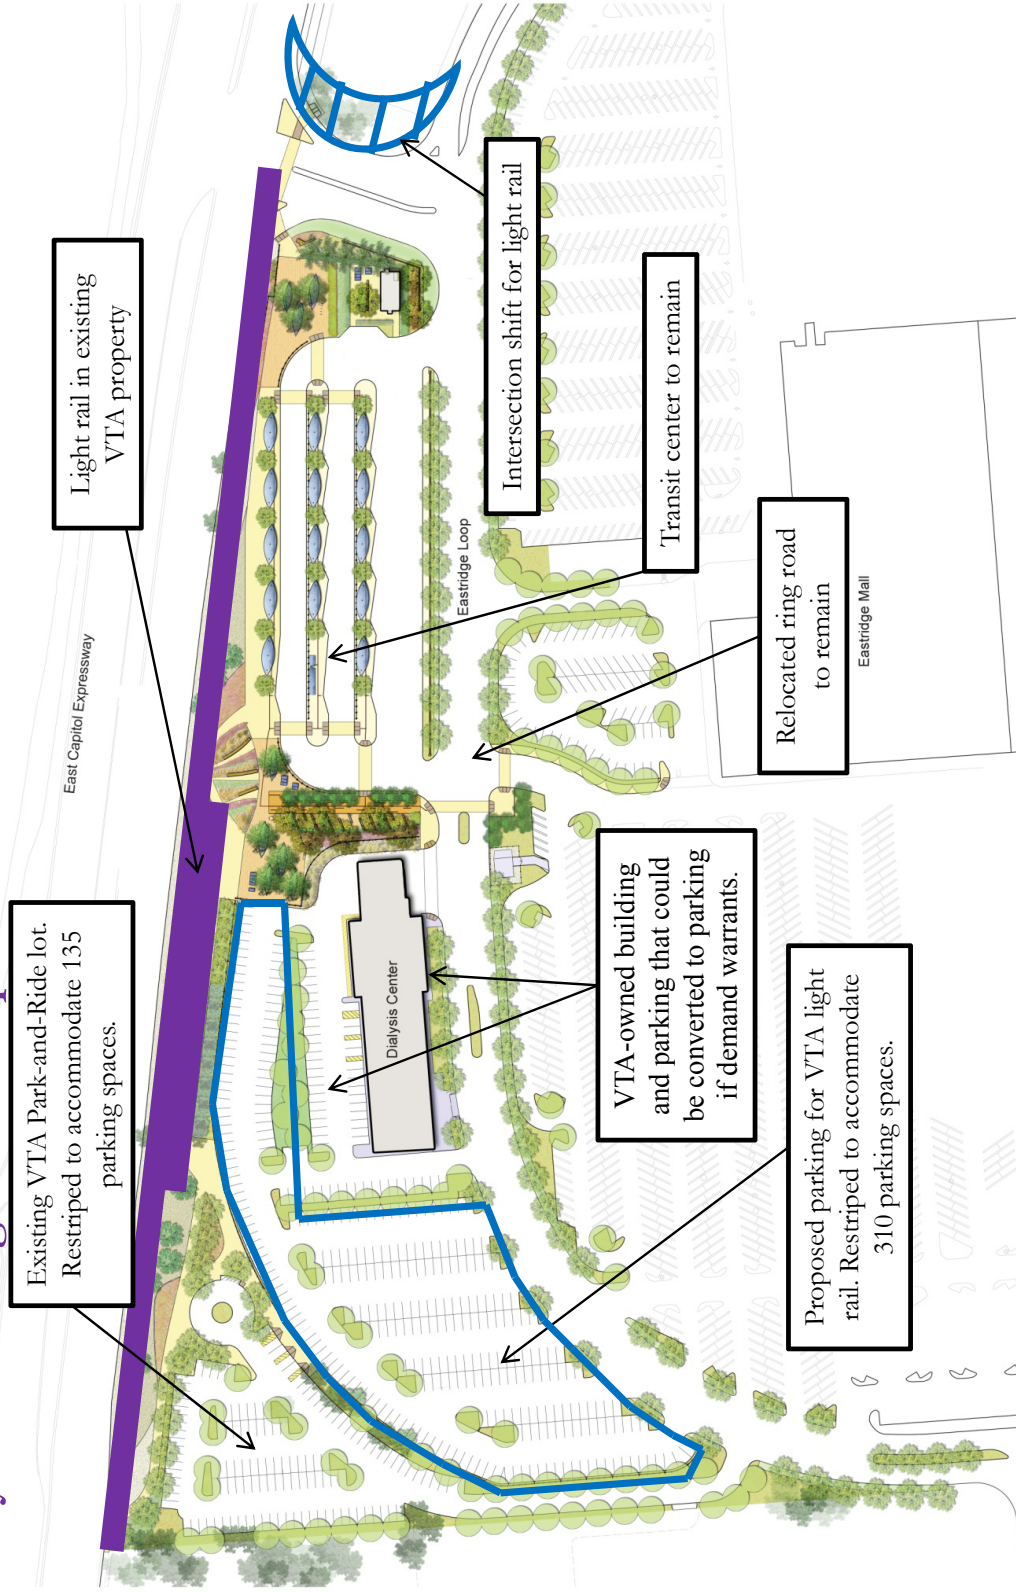 Existing VTA Park-and-Ride lot.
Restriped to accommodate 135
parking spaces.
Light rail in existing
VTA property
East Capitol Expressway
Intersection shift for light rail
Transit center to remain
Eastridge Loop
Relocated ring road
to remain
Eastridge Mall
Dialysis Center
VTA-owned building
and parking that could
be converted to parking
if demand warrants.
Proposed parking for VTA light
rail. Restriped to accommodate
310 parking spaces.